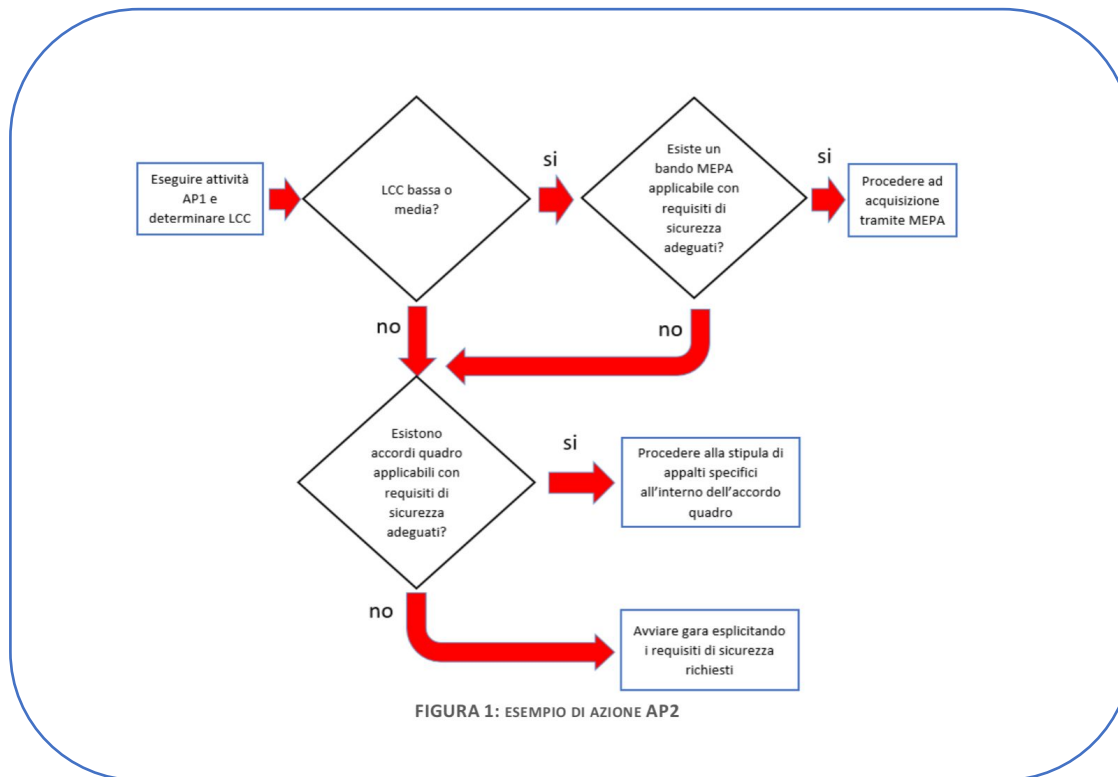 Eseguire attività
AP1 e
determinare LCC
LCC bassa o
media?
si
Esiste un
bando MEPA
applicabile con
requisiti di
sicurezza
adeguati?
si
Procedere ad
acquisizione
tramite MEPA
no
no
Esistono
accordi quadro
applicabili con
requisiti di
sicurezza
adeguati?
si
Procedere alla stipula di
appalti specifici
all'interno dell'accordo
quadro
no
Avviare gara esplicitando
i requisiti di sicurezza
richiesti
FIGURA 1: ESEMPIO DI AZIONE AP2